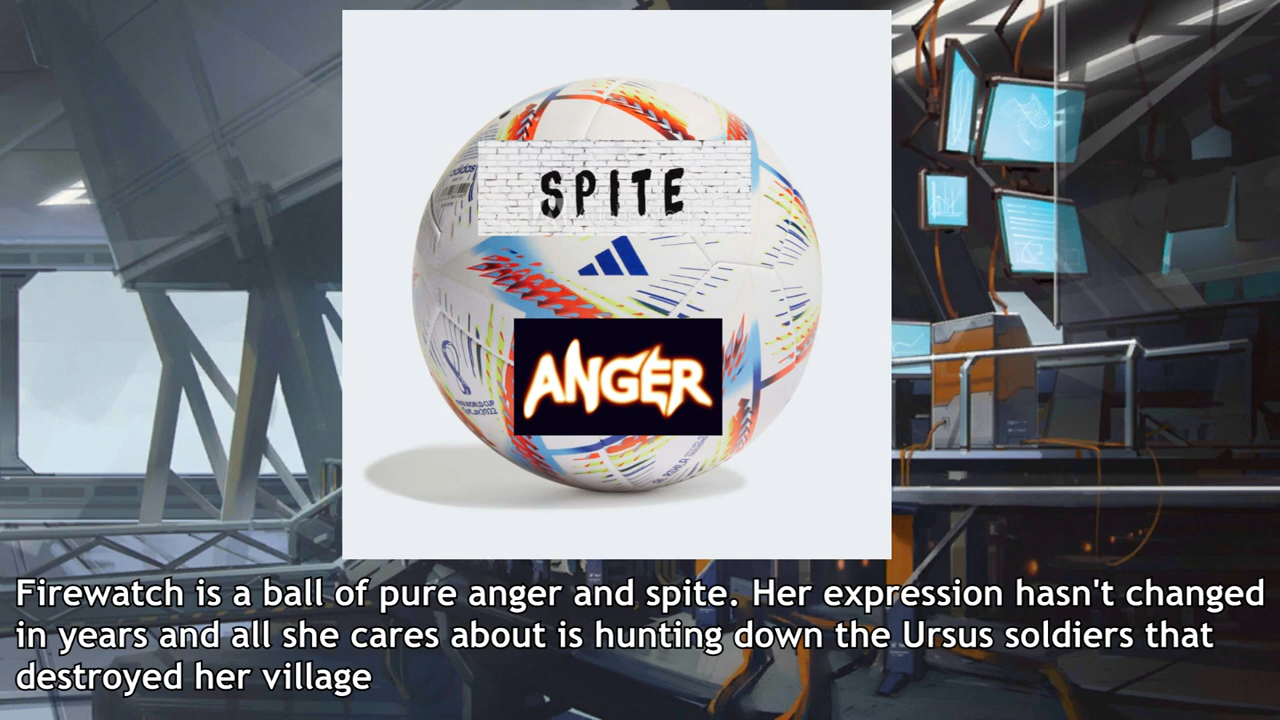 adidas
SPITE
ANGER
Firewatch is a ball of pure anger and spite. Her expression hasn't changed
in years and all she cares about is hunting down the Ursus soldiers that
destroyed her village